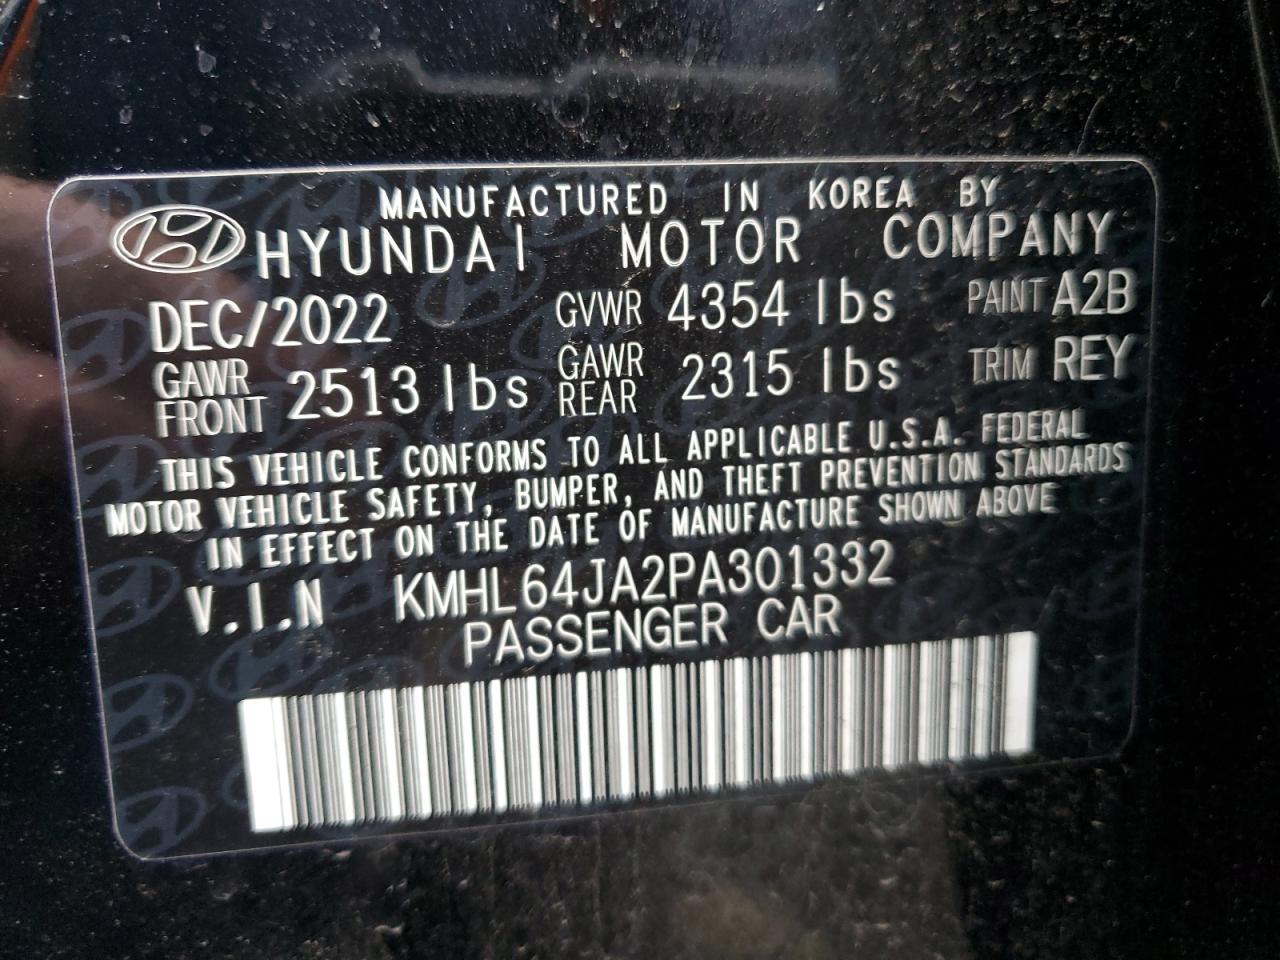 MANUFACTURED IN KOREA BY
HYUNDAI MOTOR COMPANY
DEC/2022 GVWR 4354 lbs PAINT A2B
GAWR FRONT 2513 lbs GAWR REAR 2315 lbs TRIM REY
THIS VEHICLE CONFORMS TO ALL APPLICABLE U.S.A. FEDERAL
MOTOR VEHICLE SAFETY, BUMPER, AND THEFT PREVENTION STANDARDS
IN EFFECT ON THE DATE OF MANUFACTURE SHOWN ABOVE
V.I.N KMHL64JA2PA301332
PASSENGER CAR